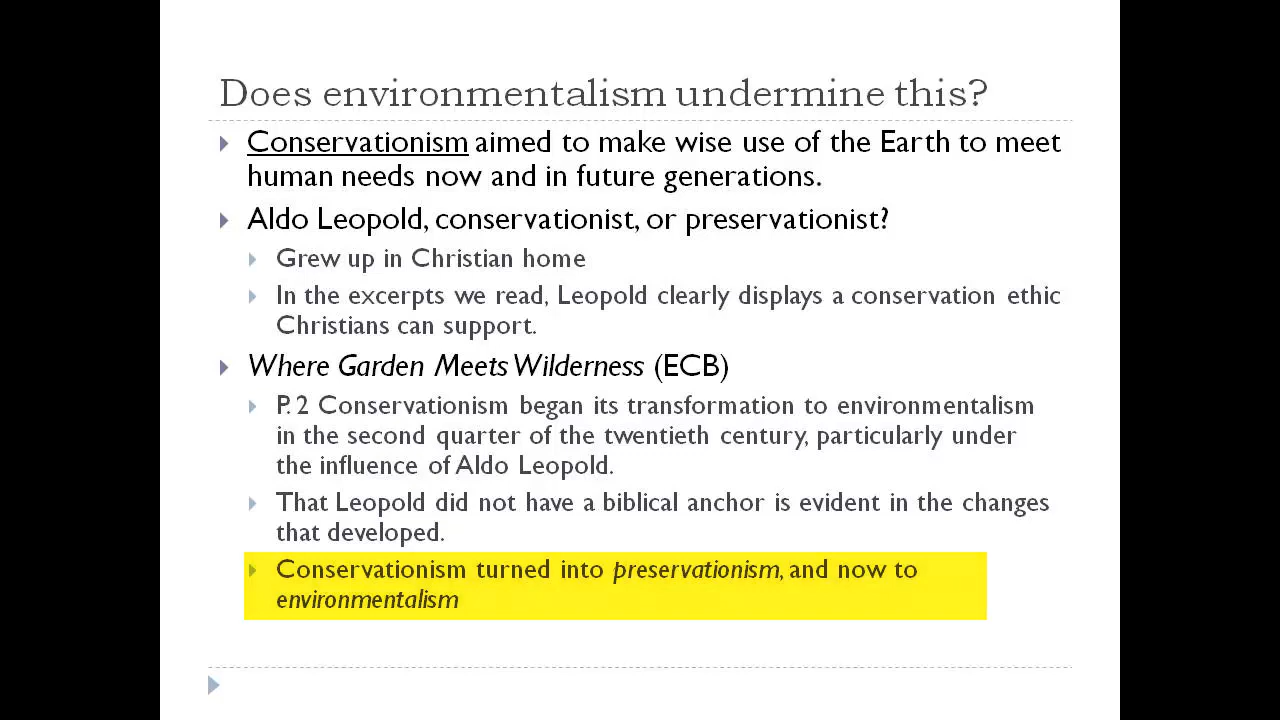 Does environmentalism undermine this?
Conservationism aimed to make wise use of the Earth to meet
human needs now and in future generations.
Aldo Leopold, conservationist, or preservationist?
Grew up in Christian home
In the excerpts we read, Leopold clearly displays a conservation ethic
Christians can support.
Where Garden Meets Wilderness (ECB)
P. 2 Conservationism began its transformation to environmentalism
in the second quarter of the twentieth century, particularly under
the influence of Aldo Leopold.
That Leopold did not have a biblical anchor is evident in the changes
that developed.
Conservationism turned into preservationism, and now to
environmentalism